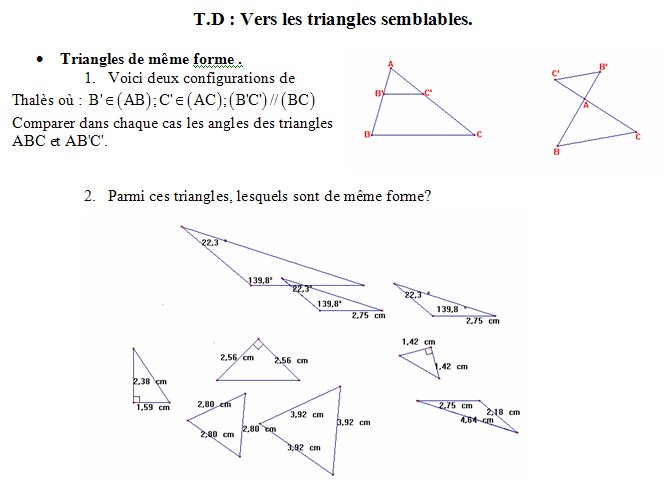 T.D : Vers les triangles semblables.
• Triangles de même forme .
1. Voici deux configurations de
Thalès où : B'∈(AB);C'∈(AC);(B'C')//(BC)
Comparer dans chaque cas les angles des triangles
ABC et AB'C'.
A
B'
C'
B
C
C'
B'
A
C
B
2. Parmi ces triangles, lesquels sont de même forme?
22,3 °
139,8°
22,3°
139,8°
2,75 cm
22,3 °
139,8 °
2,75 cm
2,38 cm
1,59 cm
2,56 cm
2,56 cm
1,42 cm
1,42 cm
2,80 cm
2,80 cm
2,80 cm
3,92 cm
3,92 cm
3,92 cm
2,75 cm
2,18 cm
4,64 cm